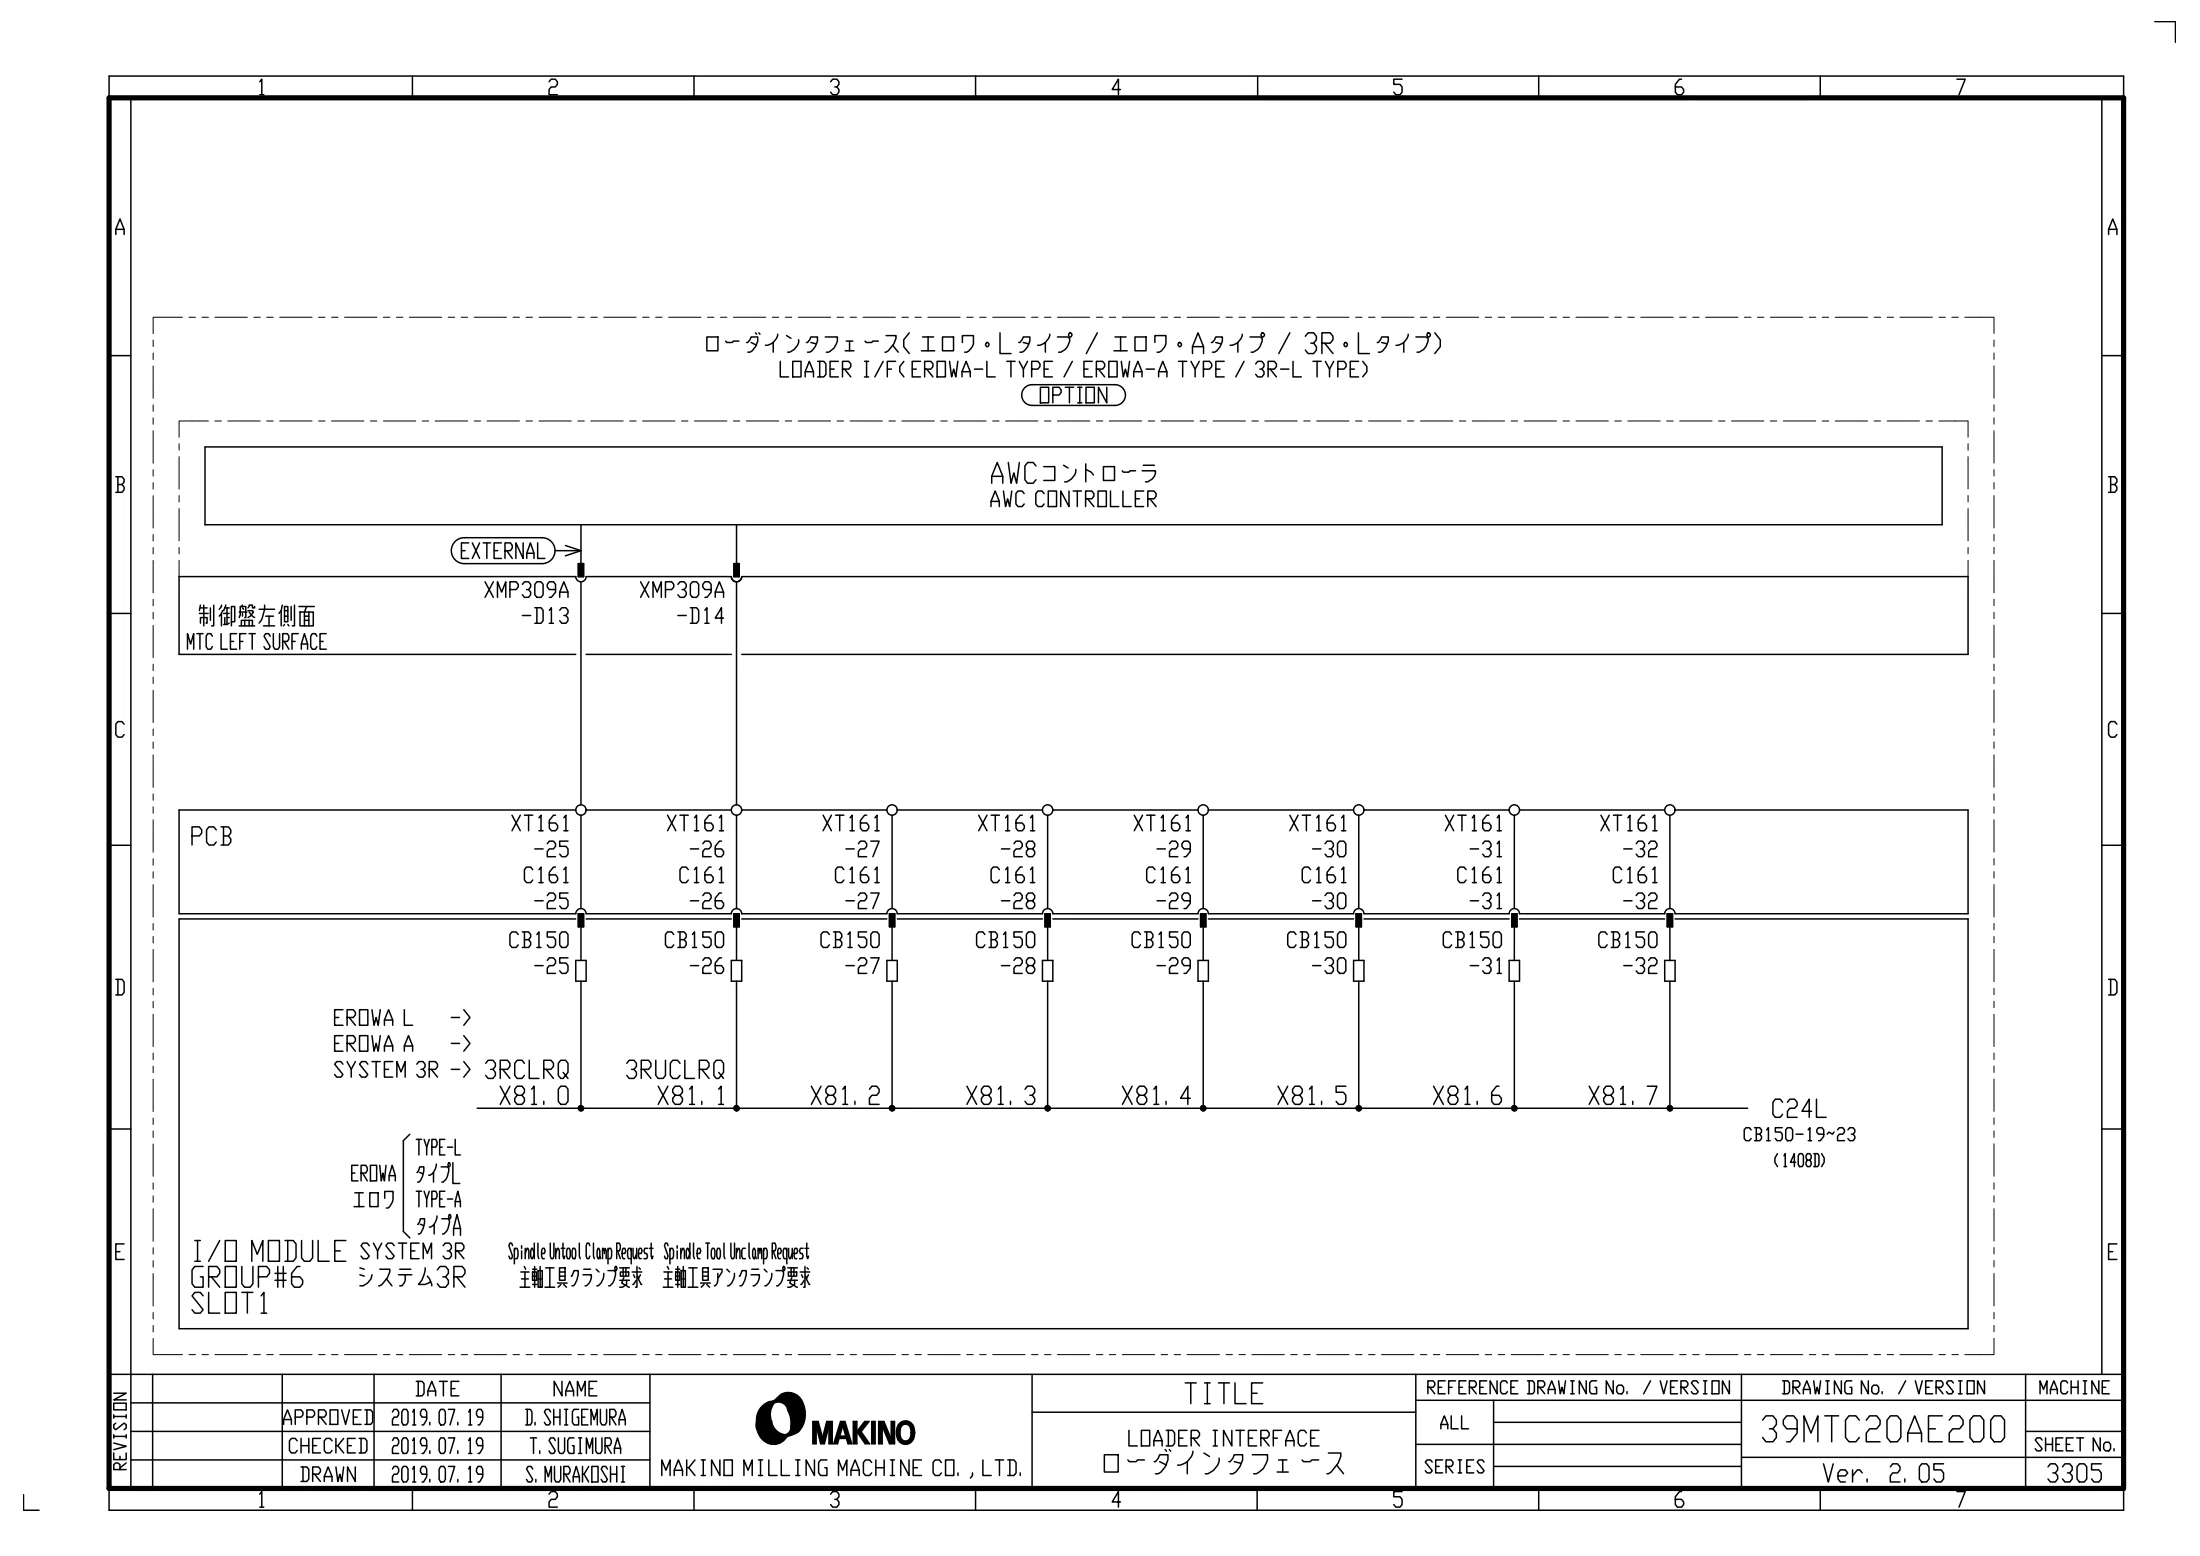 1 2 3 4 5 6 7
A A
ローダインタフェース(エロワ・Lタイプ / エロワ・Aタイプ / 3R・Lタイプ)
LOADER I/F(EROWA-L TYPE / EROWA-A TYPE / 3R-L TYPE)
OPTION
B B
AWCコントローラ
AWC CONTROLLER
EXTERNAL
XMP309A XMP309A
-D13 -D14
制御盤左側面
MTC LEFT SURFACE
C C
PCB
XT161 XT161 XT161 XT161 XT161 XT161 XT161 XT161
-25 -26 -27 -28 -29 -30 -31 -32
C161 C161 C161 C161 C161 C161 C161 C161
-25 -26 -27 -28 -29 -30 -31 -32
CB150 CB150 CB150 CB150 CB150 CB150 CB150 CB150
-25 -26 -27 -28 -29 -30 -31 -32
D D
EROWA L ->
EROWA A ->
SYSTEM 3R -> 3RCLRQ 3RUCLRQ
X81.0 X81.1 X81.2 X81.3 X81.4 X81.5 X81.6 X81.7
C24L
CB150-19~23
(1408D)
EROWA
エロワ
TYPE-L
タイプL
TYPE-A
タイプA
E E
I/O MODULE
GROUP#6
SLOT1
SYSTEM 3R
システム3R
Spindle Untool Clamp Request Spindle Tool Unclamp Request
主軸工具クランプ要求 主軸工具アンクランプ要求
REVISION
DATE NAME
APPROVED 2019.07.19 D. SHIGEMURA
CHECKED 2019.07.19 T. SUGIMURA
DRAWN 2019.07.19 S. MURAKOSHI
MAKINO
MAKINO MILLING MACHINE CO.,LTD.
TITLE
LOADER INTERFACE
ローダインタフェース
REFERENCE DRAWING No. / VERSION
ALL
SERIES
DRAWING No. / VERSION
39MTC20AE200
Ver. 2.05
MACHINE
SHEET No.
3305
1 2 3 4 5 6 7